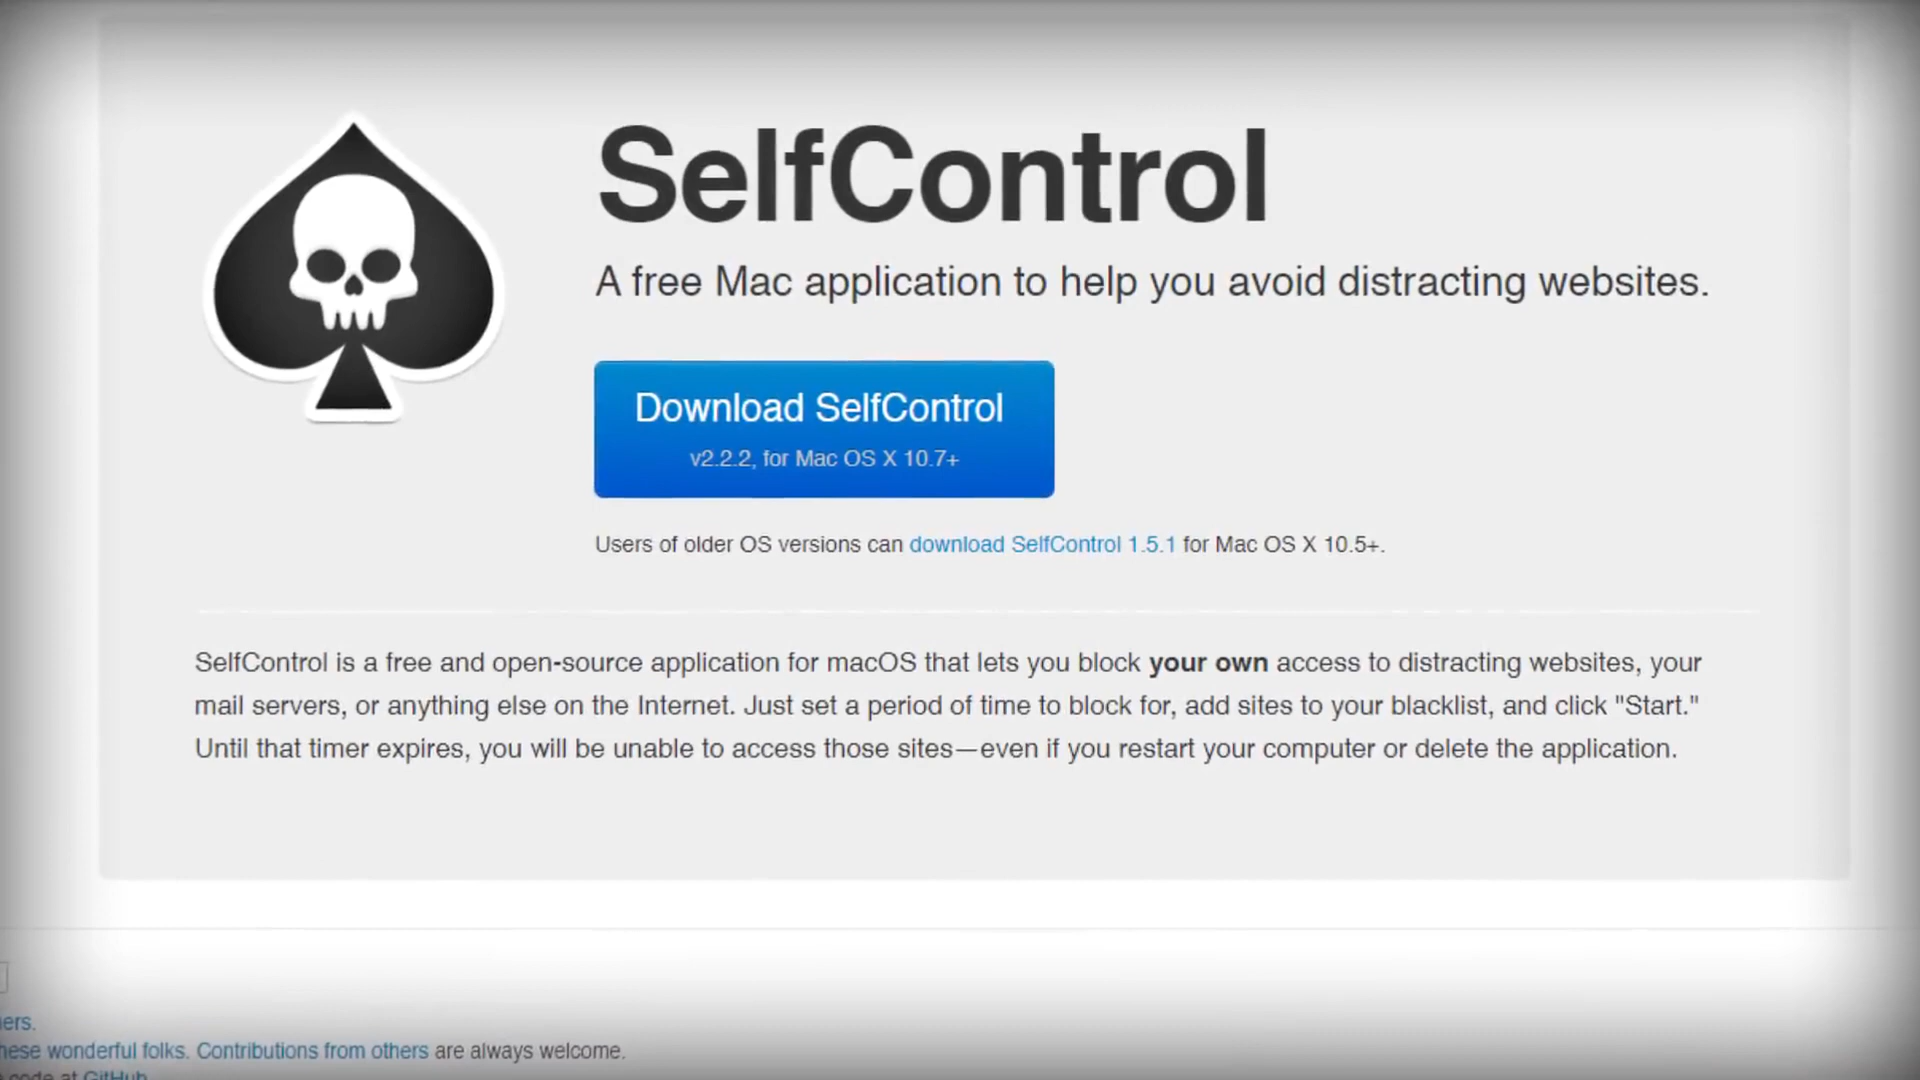 SelfControl
A free Mac application to help you avoid distracting websites.
Download SelfControl
v2.2.2, for Mac OS X 10.7+
Users of older OS versions can download SelfControl 1.5.1 for Mac OS X 10.5+.
SelfControl is a free and open-source application for macOS that lets you block your own access to distracting websites, your
mail servers, or anything else on the Internet. Just set a period of time to block for, add sites to your blacklist, and click "Start."
Until that timer expires, you will be unable to access those sites—even if you restart your computer or delete the application.
wonderful folks. Contributions from others are always welcome.
code at GitHub